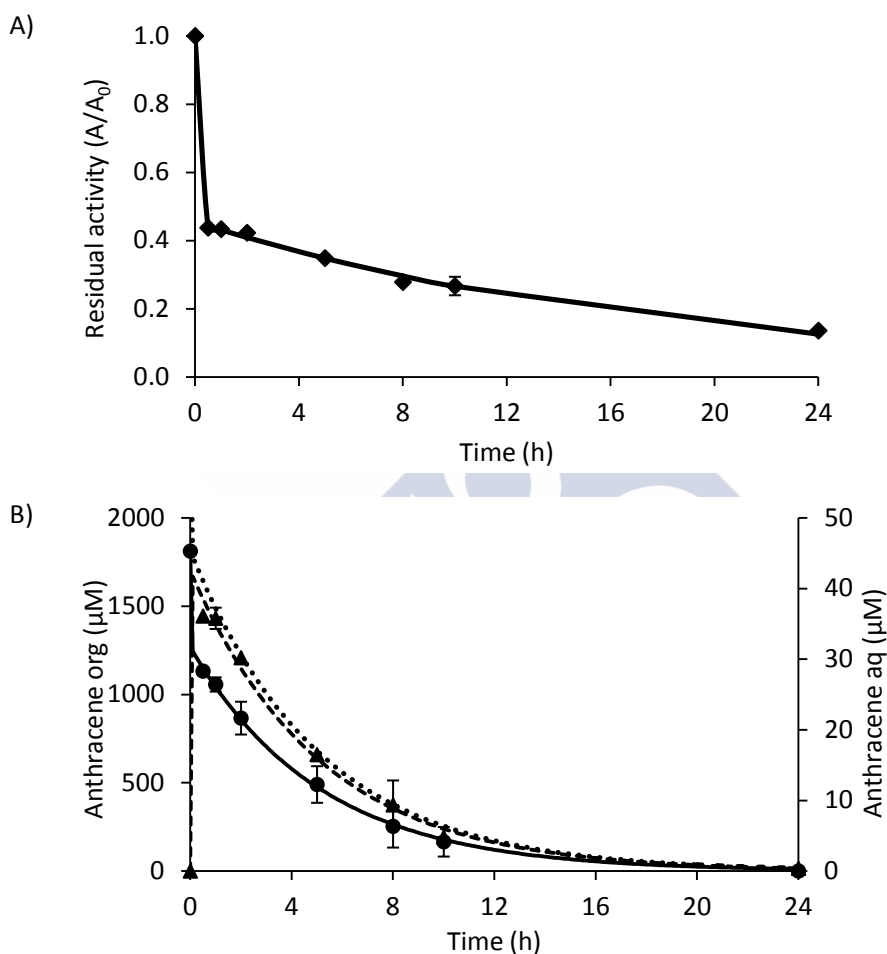 A)
Residual activity (A/A₀)
1.0
0.8
0.6
0.4
0.2
0.0
0 4 8 12 16 20 24
Time (h)
B)
Anthracene org (µM)
2000
1500
1000
500
0
50
40
30
20
10
0
Anthracene aq (µM)
0 4 8 12 16 20 24
Time (h)